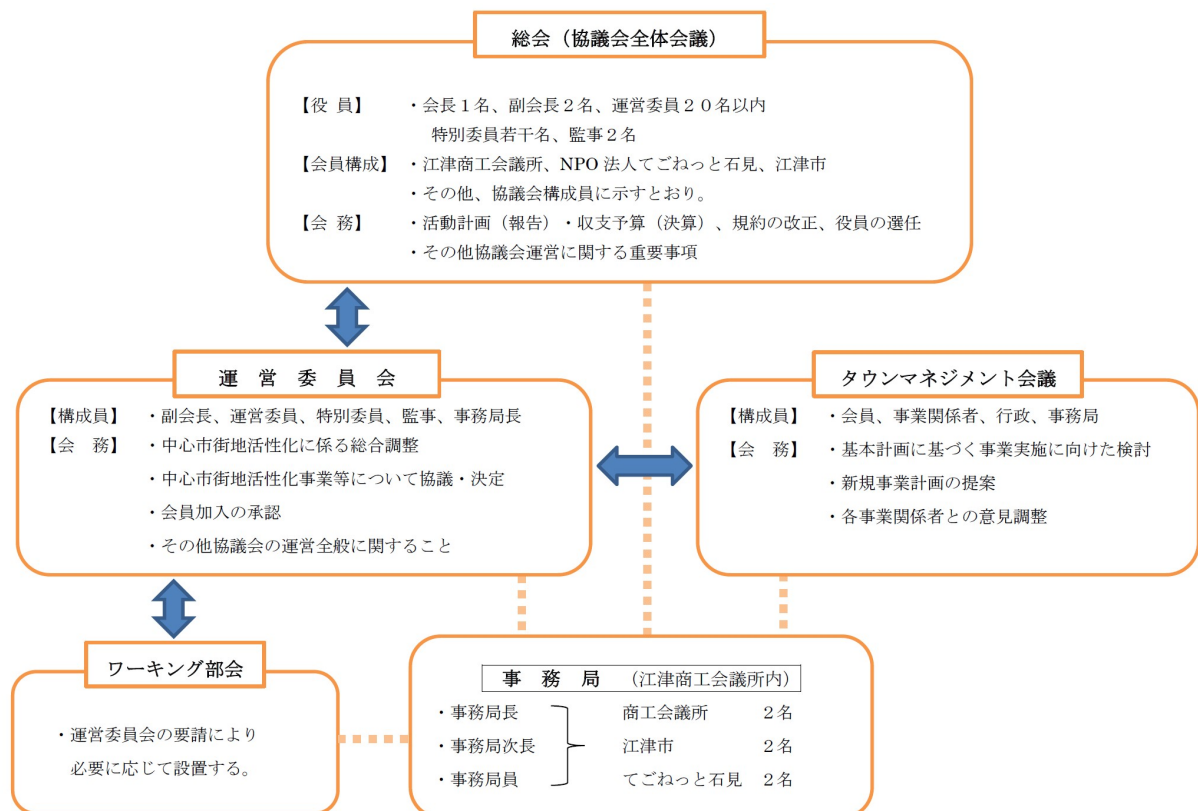 総会（協議会全体会議）
【役 員】 ・会長１名、副会長２名、運営委員２０名以内
特別委員若干名、監事２名
【会員構成】 ・江津商工会議所、NPO 法人てごねっと石見、江津市
・その他、協議会構成員に示すとおり。
【会 務】 ・活動計画（報告）・収支予算（決算）、規約の改正、役員の選任
・その他協議会運営に関する重要事項
運 営 委 員 会
【構成員】 ・副会長、運営委員、特別委員、監事、事務局長
【会 務】 ・中心市街地活性化に係る総合調整
・中心市街地活性化事業等について協議・決定
・会員加入の承認
・その他協議会の運営全般に関すること
タウンマネジメント会議
【構成員】 ・会員、事業関係者、行政、事務局
【会 務】 ・基本計画に基づく事業実施に向けた検討
・新規事業計画の提案
・各事業関係者との意見調整
ワーキング部会
・運営委員会の要請により
必要に応じて設置する。
事 務 局 （江津商工会議所内）
・事務局長 商工会議所 ２名
・事務局次長 江津市 ２名
・事務局員 てごねっと石見 ２名